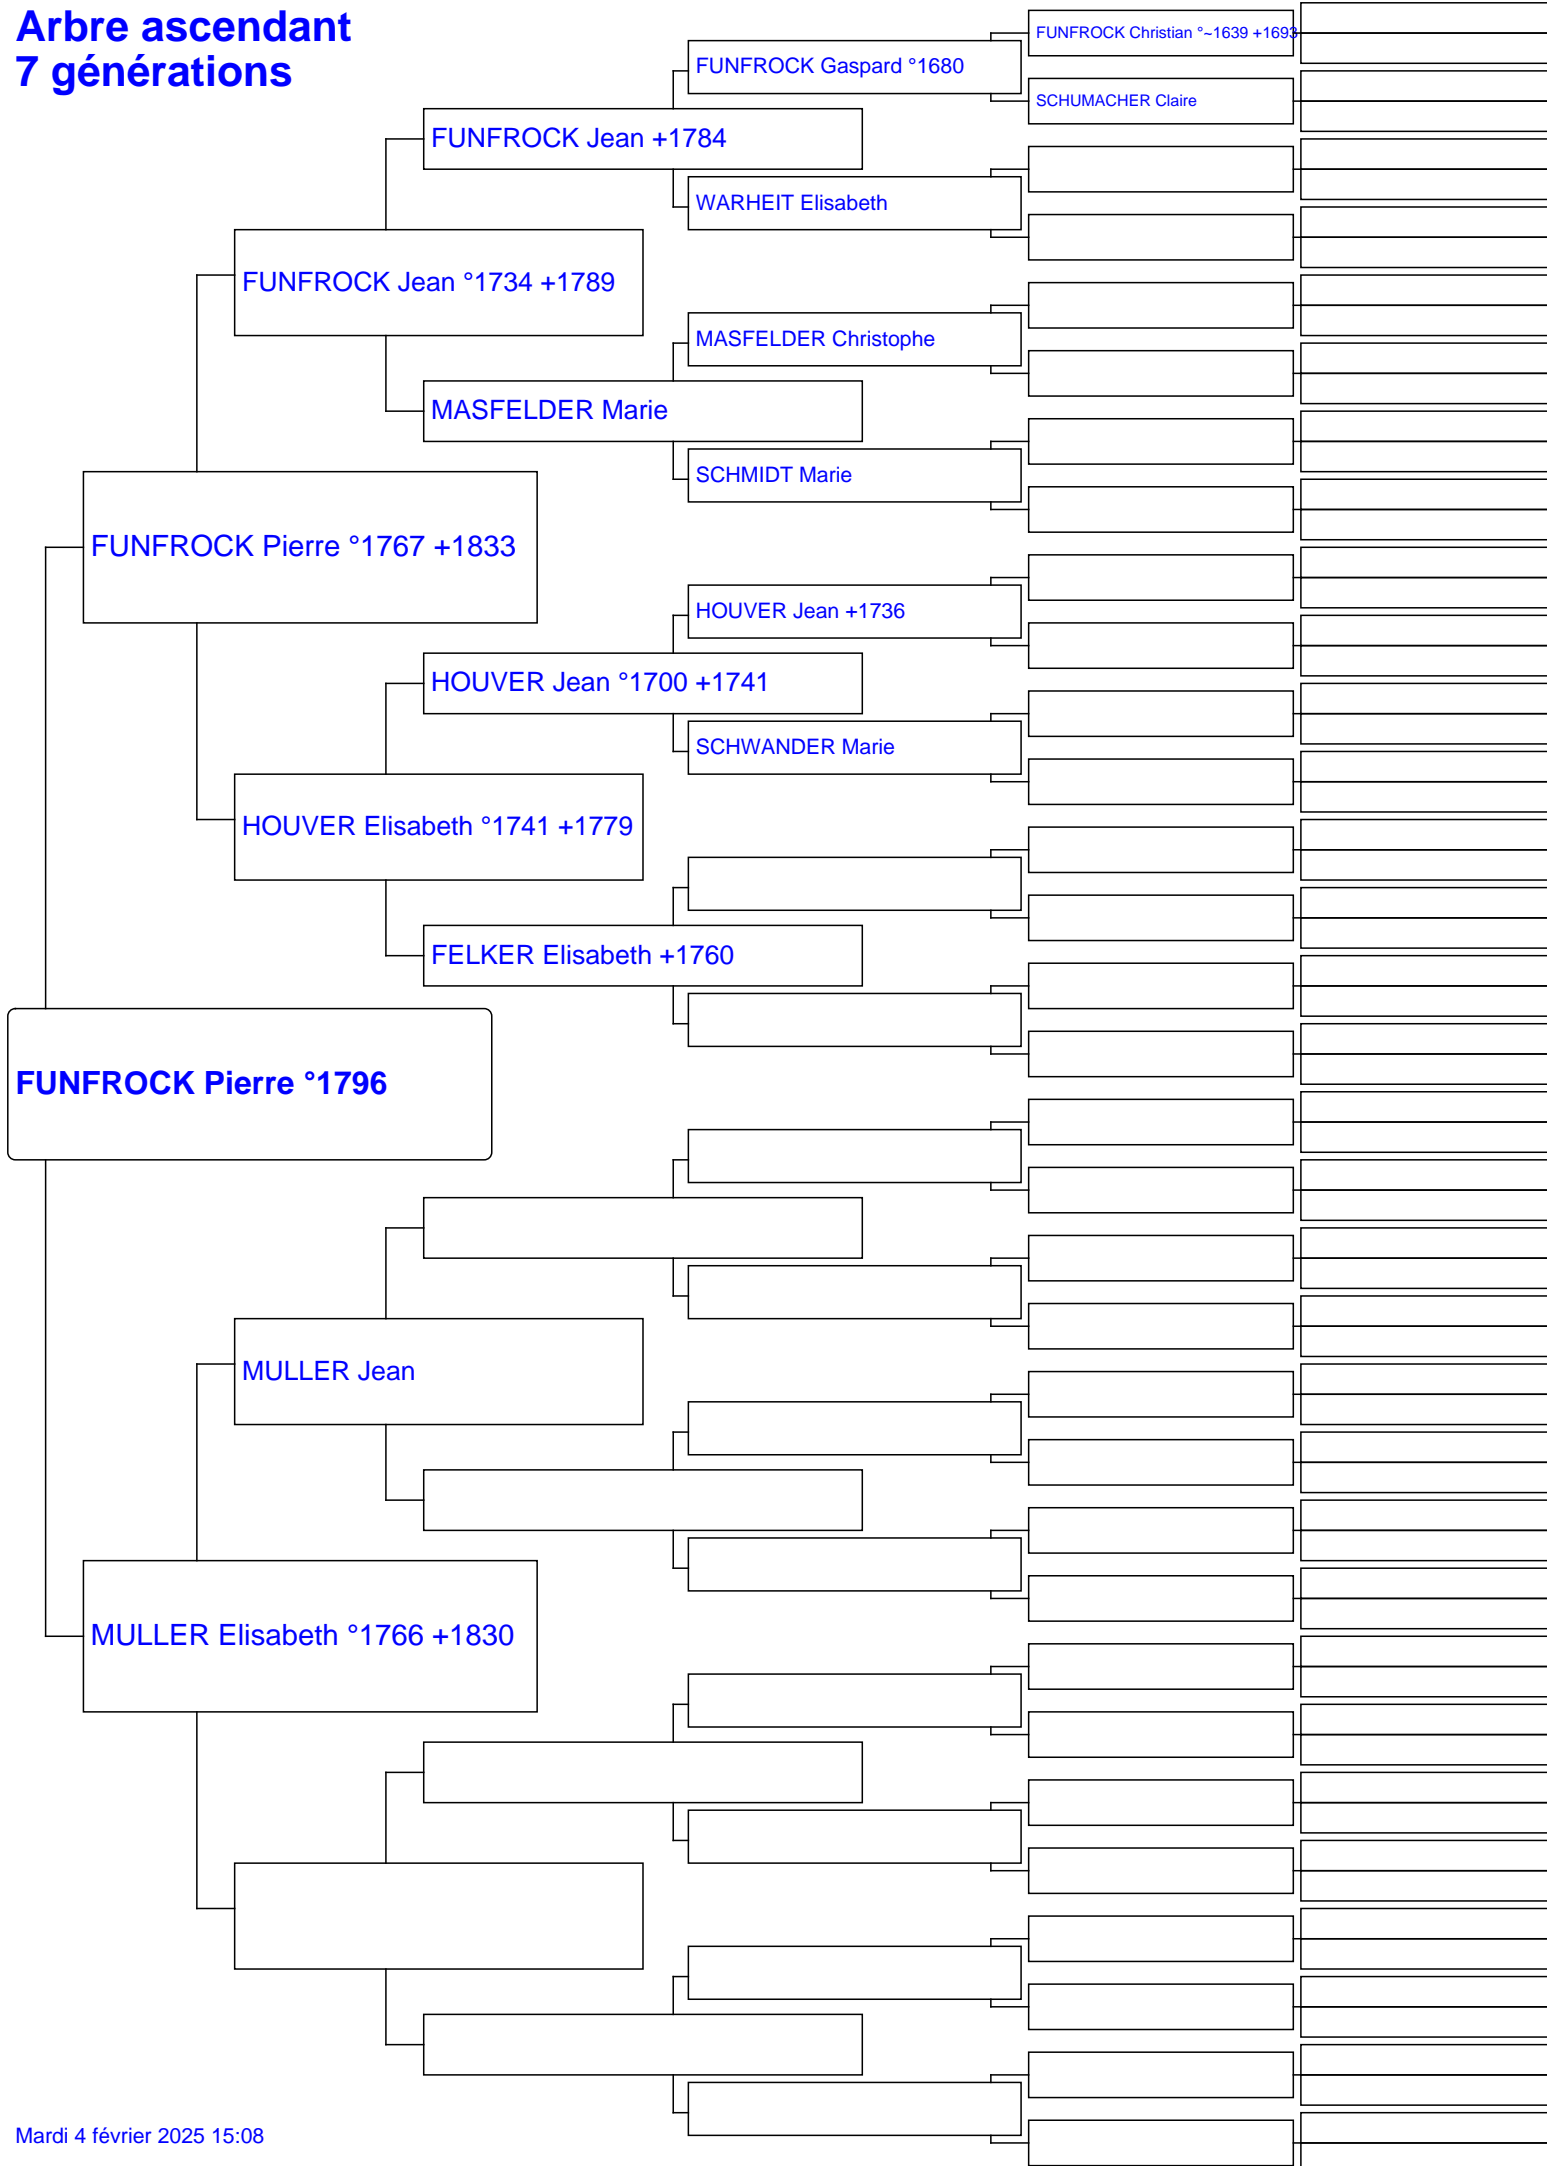 Arbre ascendant
7 générations
FUNFROCK Christian °~1639 +1693
FUNFROCK Gaspard °1680
SCHUMACHER Claire
FUNFROCK Jean +1784
WARHEIT Elisabeth
FUNFROCK Jean °1734 +1789
MASFELDER Christophe
MASFELDER Marie
SCHMIDT Marie
FUNFROCK Pierre °1767 +1833
HOUVER Jean +1736
HOUVER Jean °1700 +1741
SCHWANDER Marie
HOUVER Elisabeth °1741 +1779
FELKER Elisabeth +1760
FUNFROCK Pierre °1796
MULLER Jean
MULLER Elisabeth °1766 +1830
Mardi 4 février 2025 15:08